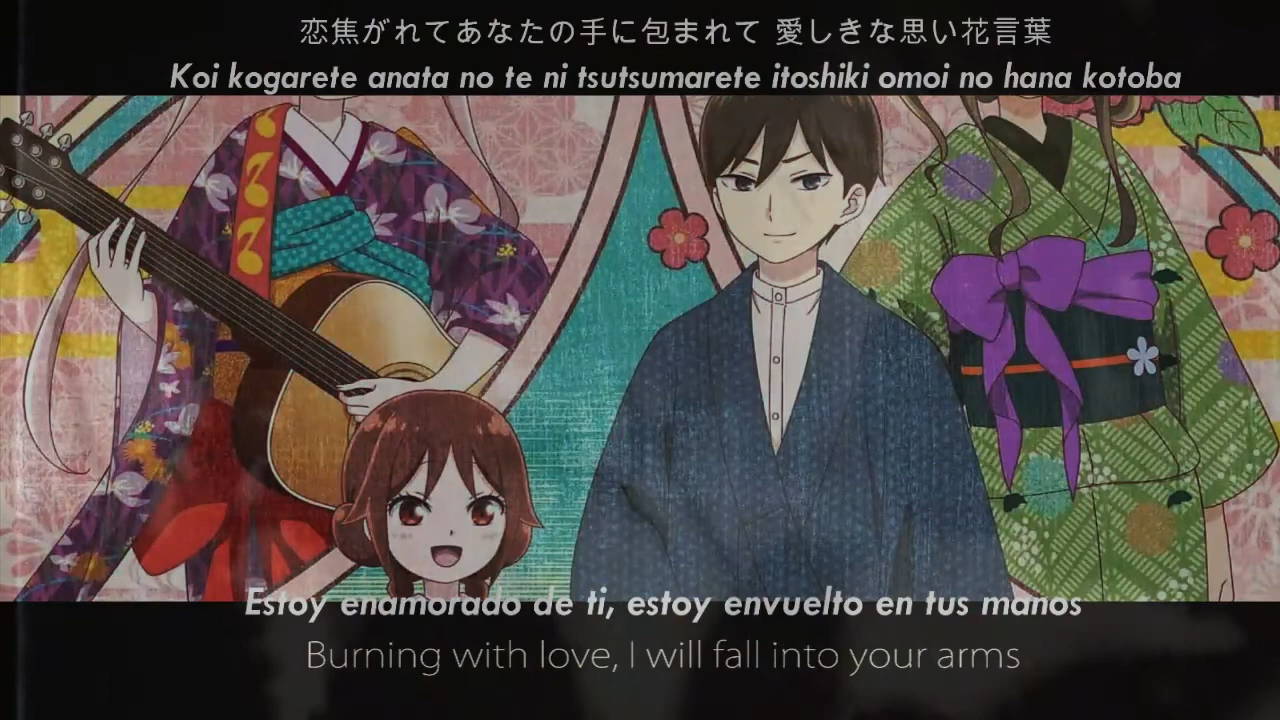 恋焦がれてあなたの手に包まれて 愛しきな思い花言葉
Koi kogarete anata no te ni tsutsumarete itoshiki omoi no hana kotoba
Estoy enamorado de ti, estoy envuelto en tus manos
Burning with love, I will fall into your arms